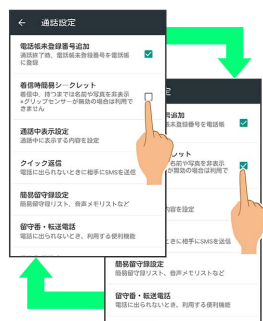 ← 通話設定
電話帳未登録番号追加
通話終了時、電話帳未登録番号を電話帳
に登録
着信時簡易シークレット
着信中、持つまでは名前や写真を非表示
※グリップセンサーが無効の場合は利用で
きません
通話中表示設定
通話中に表示する内容を設定
クイック返信
電話に出られないときに相手にSMSを送信
簡易留守録設定
簡易留守録リスト、音声メモリストなど
留守番・転送電話
電話に出られないとき、利用する便利機能
定
号追加
未登録番号を電話帳
レット
名前や写真を非表示
が無効の場合は利用で
内容を設定
ときに相手にSMSを送信
簡易留守録設定
簡易留守録リスト、音声メモリストなど
留守番・転送電話
電話に出られないとき、利用する便利機能